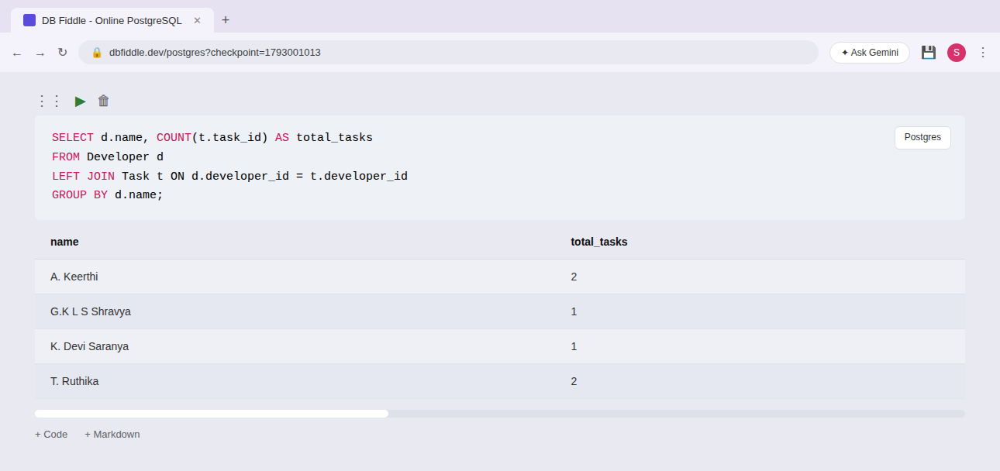 DB Fiddle - Online PostgreSQL
dbfiddle.dev/postgres?checkpoint=1793001013
✦ Ask Gemini
S
SELECT d.name, COUNT(t.task_id) AS total_tasks
Postgres
FROM Developer d
LEFT JOIN Task t ON d.developer_id = t.developer_id
GROUP BY d.name;
name total_tasks
A. Keerthi 2
G.K L S Shravya 1
K. Devi Saranya 1
T. Ruthika 2
+ Code + Markdown